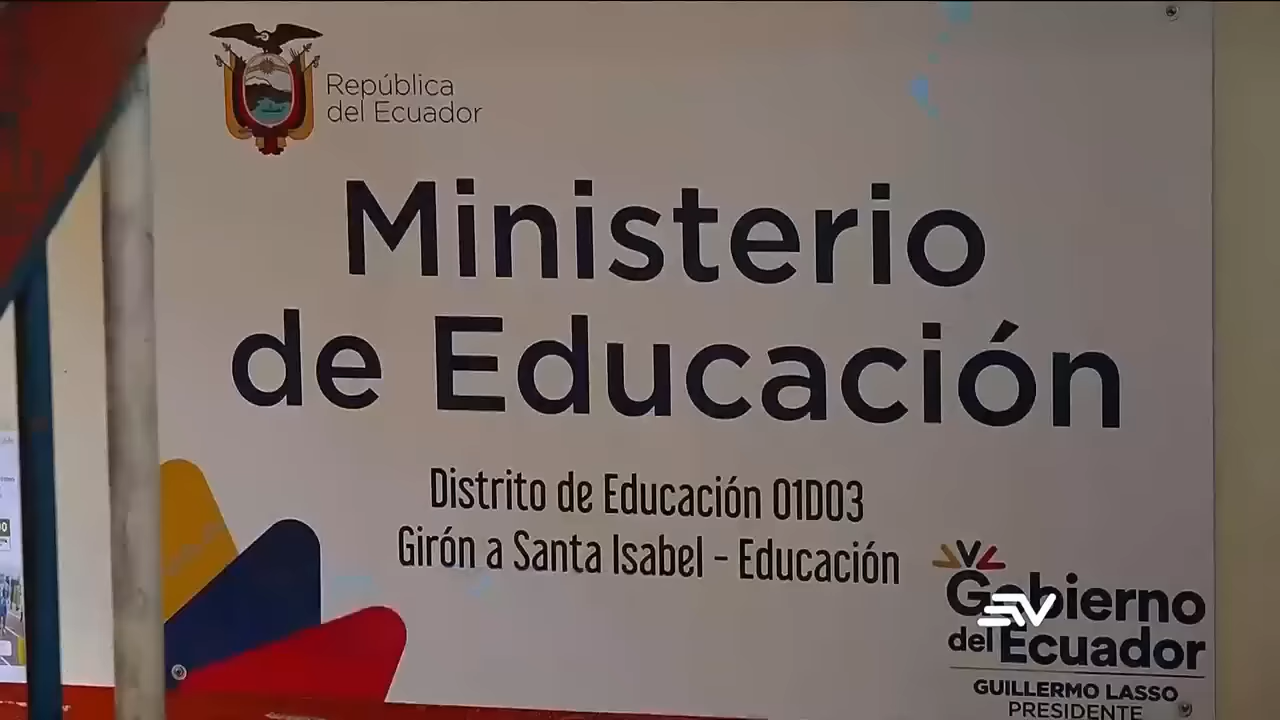 República
del Ecuador
Ministerio
de Educación
Distrito de Educación 01D03
Girón a Santa Isabel - Educación
Gobierno
del Ecuador
GUILLERMO LASSO
PRESIDENTE